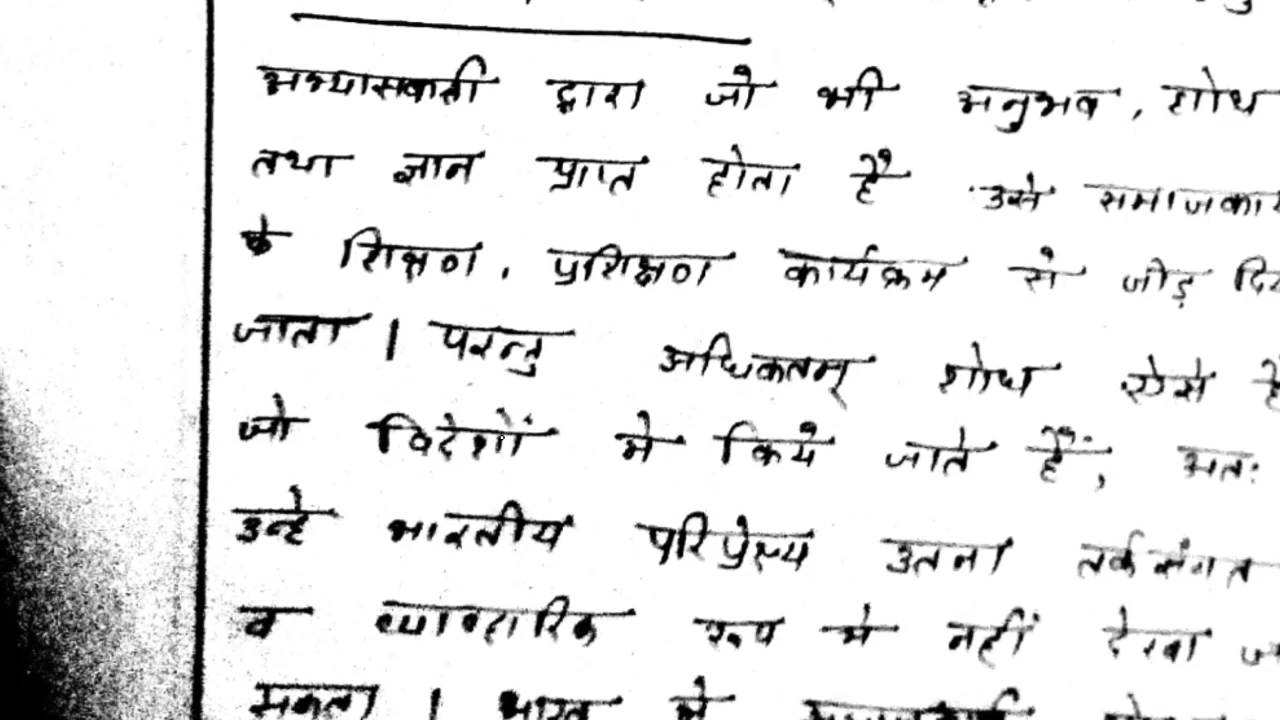 अभ्यासकर्ता द्वारा जो भी अनुभव, शोध
तथा ज्ञान प्राप्त होता है उसे समाजकार्य
के शिक्षण, प्रशिक्षण कार्यक्रम से जोड़
जाता । परन्तु अधिकतम् शोध ऐसे
जो विदेशों मे किये जाते हैं, अतः
उन्हे भारतीय परिप्रेक्ष्य उतना तर्कसंगत
व व्यावहारिक रूप मे नहीं देखा
सकता । भारत मे